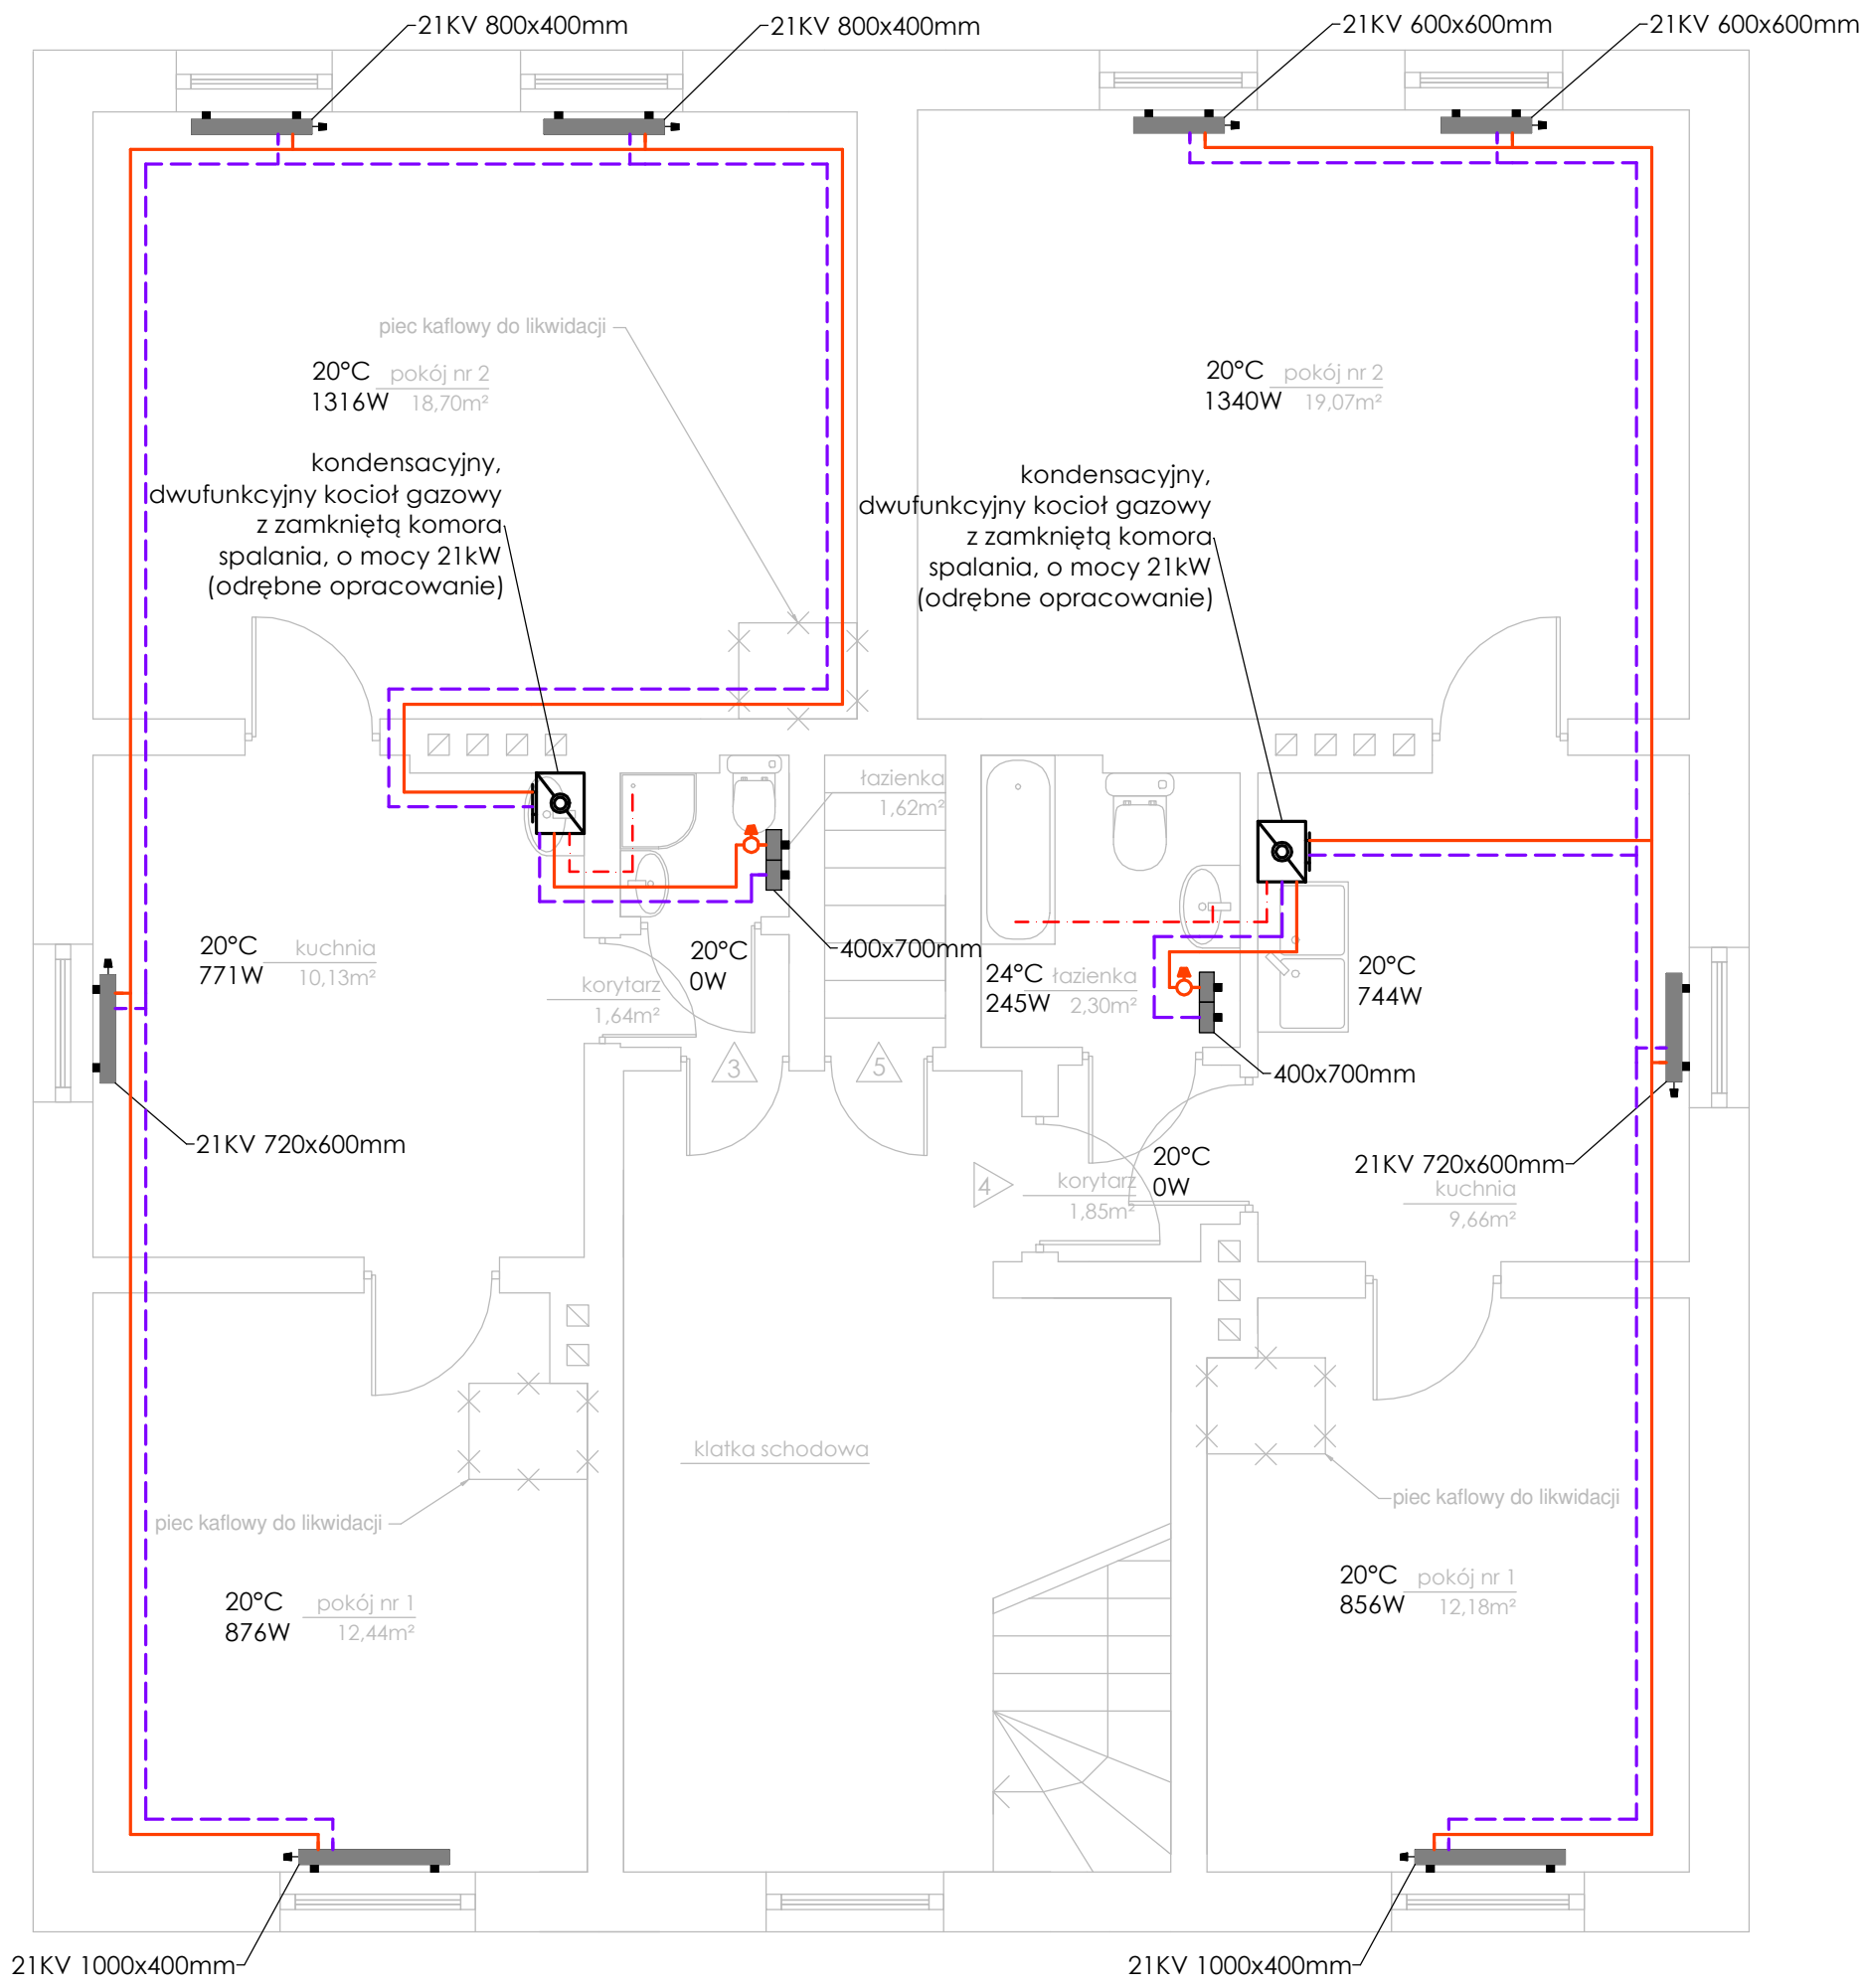 21KV 800x400mm
21KV 800x400mm
21KV 600x600mm
21KV 600x600mm
piec kaflowy do likwidacji
20°C pokój nr 2
1316W 18,70m²
20°C pokój nr 2
1340W 19,07m²
kondensacyjny,
dwufunkcyjny kocioł gazowy
z zamkniętą komora
spalania, o mocy 21kW
(odrębne opracowanie)
kondensacyjny,
dwufunkcyjny kocioł gazowy
z zamkniętą komora
spalania, o mocy 21kW
(odrębne opracowanie)
łazienka
1,62m²
20°C kuchnia
771W 10,13m²
20°C
0W
400x700mm
korytarz
1,64m²
24°C łazienka
245W 2,30m²
20°C
744W
3
5
400x700mm
21KV 720x600mm
20°C
0W
4
korytarz
1,85m²
21KV 720x600mm
kuchnia
9,66m²
klatka schodowa
piec kaflowy do likwidacji
piec kaflowy do likwidacji
20°C pokój nr 1
876W 12,44m²
20°C pokój nr 1
856W 12,18m²
21KV 1000x400mm
21KV 1000x400mm